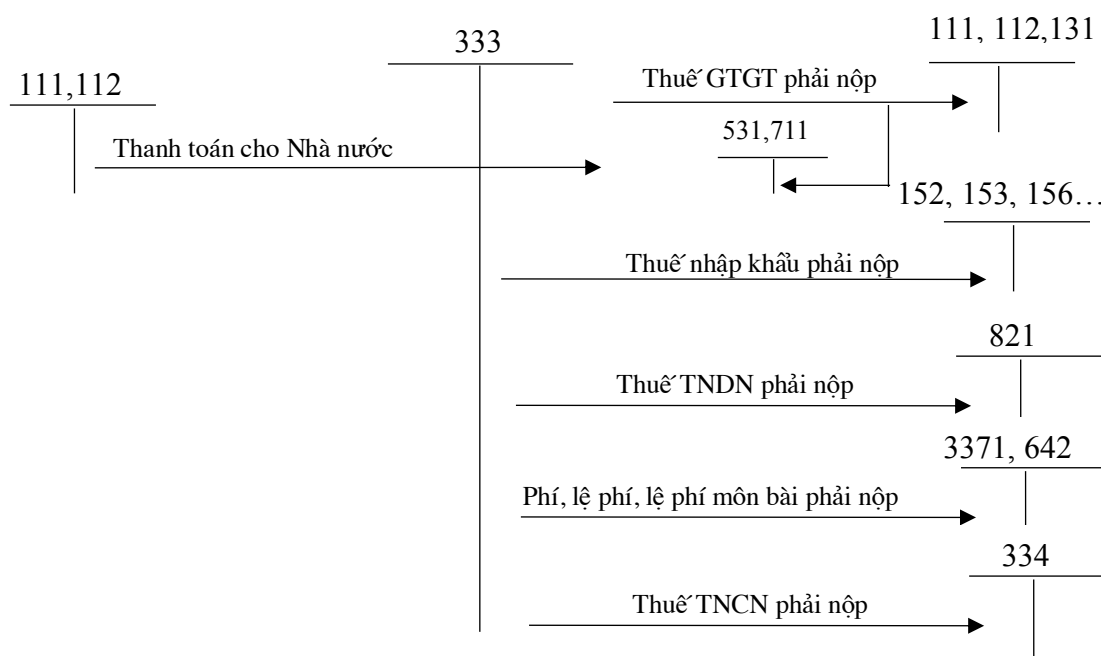 333
111, 112,131
111,112
Thuế GTGT phải nộp
531,711
Thanh toán cho Nhà nước
152, 153, 156…
Thuế nhập khẩu phải nộp
821
Thuế TNDN phải nộp
3371, 642
Phí, lệ phí, lệ phí môn bài phải nộp
334
Thuế TNCN phải nộp